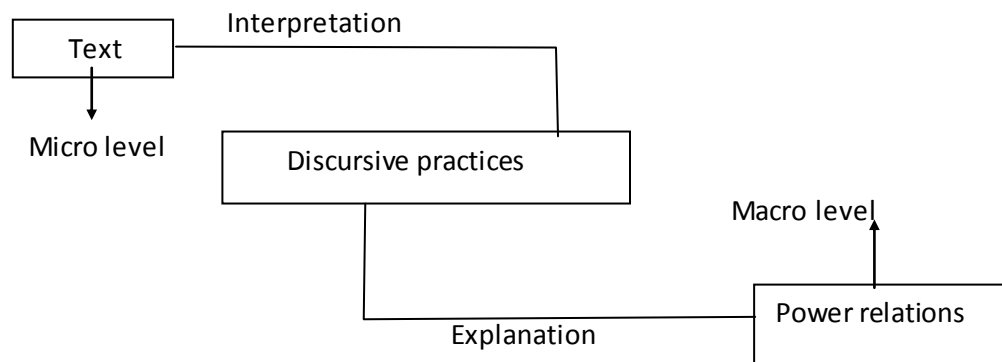 Interpretation
Text
Micro level
Discursive practices
Macro level
Power relations
Explanation